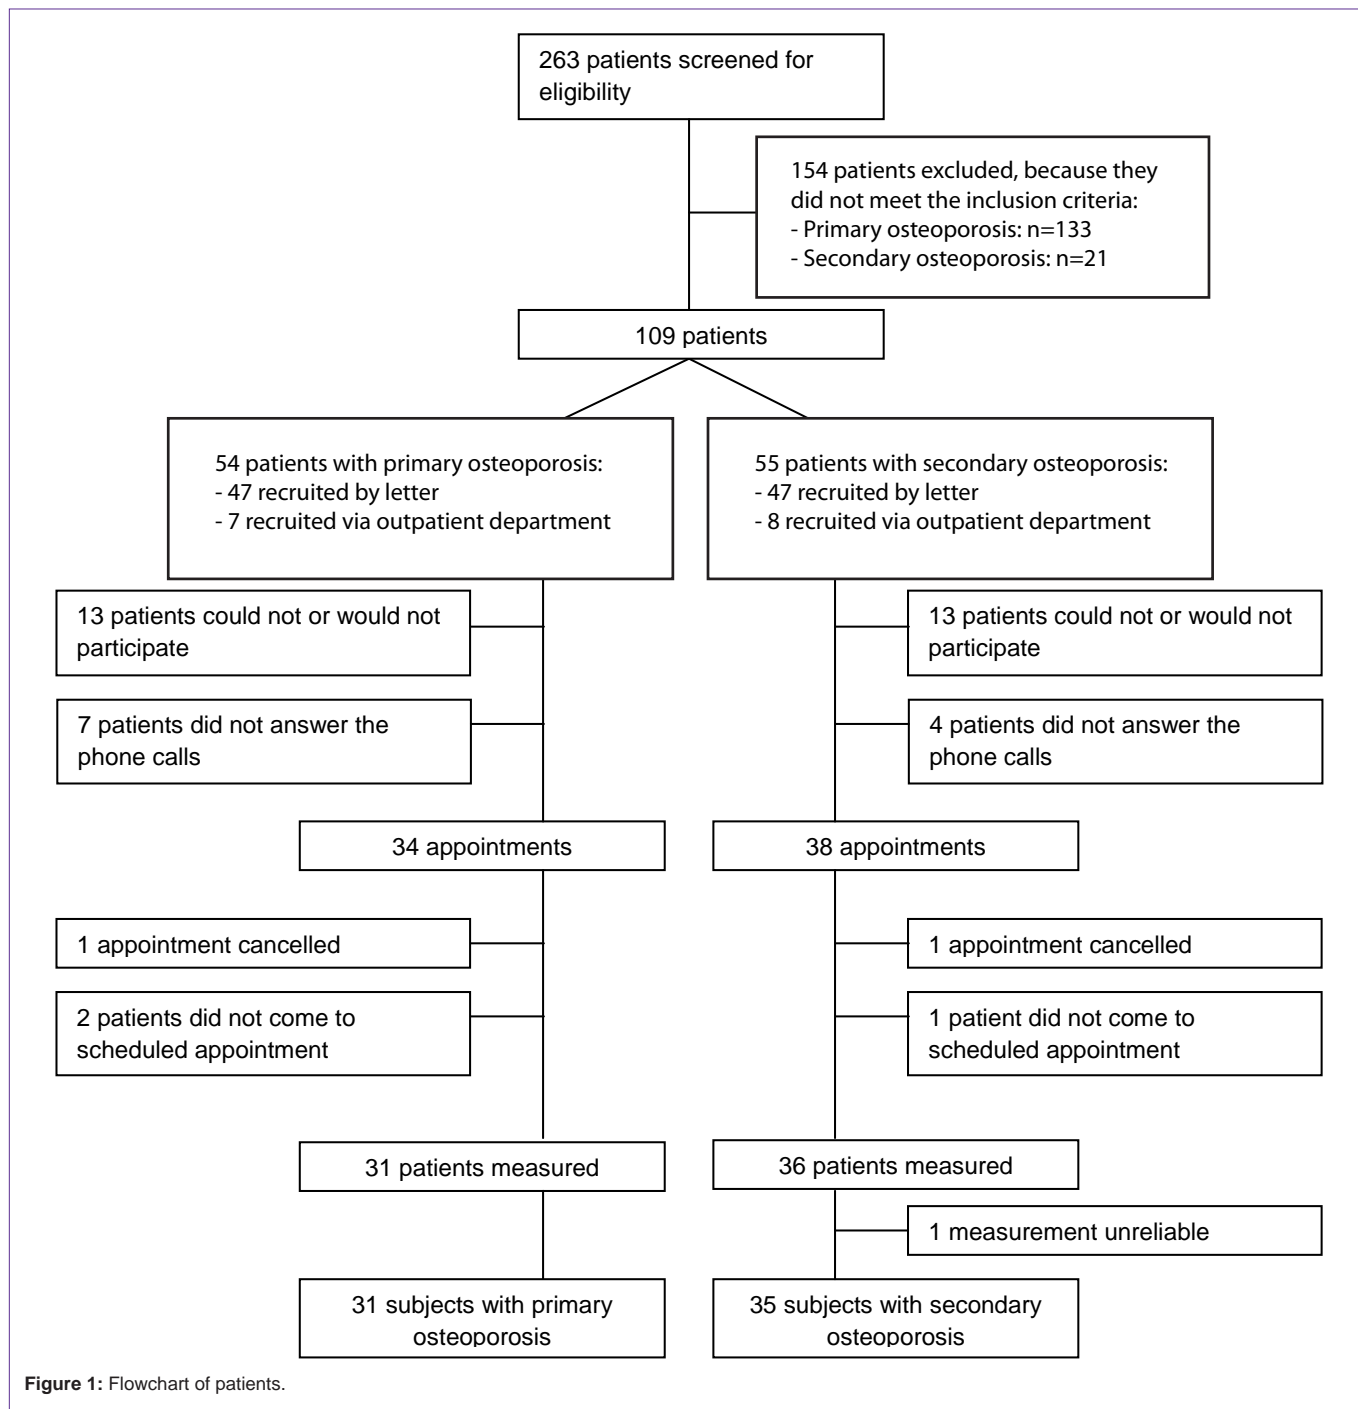 263 patients screened for
eligibility
154 patients excluded, because they
did not meet the inclusion criteria:
- Primary osteoporosis: n=133
- Secondary osteoporosis: n=21
109 patients
54 patients with primary osteoporosis:
- 47 recruited by letter
- 7 recruited via outpatient department
55 patients with secondary osteoporosis:
- 47 recruited by letter
- 8 recruited via outpatient department
13 patients could not or would not
participate
13 patients could not or would not
participate
7 patients did not answer the
phone calls
4 patients did not answer the
phone calls
34 appointments
38 appointments
1 appointment cancelled
1 appointment cancelled
2 patients did not come to
scheduled appointment
1 patient did not come to
scheduled appointment
31 patients measured
36 patients measured
1 measurement unreliable
31 subjects with primary
osteoporosis
35 subjects with secondary
osteoporosis
Figure 1: Flowchart of patients.